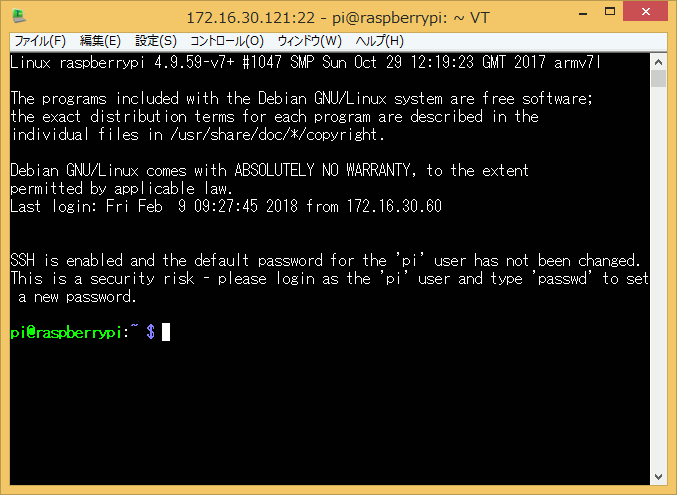 172.16.30.121:22 - pi@raspberrypi: ~ VT
ファイル(F) 編集(E) 設定(S) コントロール(O) ウィンドウ(W) ヘルプ(H)
Linux raspberrypi 4.9.59-v7+ #1047 SMP Sun Oct 29 12:19:23 GMT 2017 armv7l
The programs included with the Debian GNU/Linux system are free software;
the exact distribution terms for each program are described in the
individual files in /usr/share/doc/*/copyright.
Debian GNU/Linux comes with ABSOLUTELY NO WARRANTY, to the extent
permitted by applicable law.
Last login: Fri Feb  9 09:27:45 2018 from 172.16.30.60
SSH is enabled and the default password for the 'pi' user has not been changed.
This is a security risk - please login as the 'pi' user and type 'passwd' to set
 a new password.
pi@raspberrypi:~ $